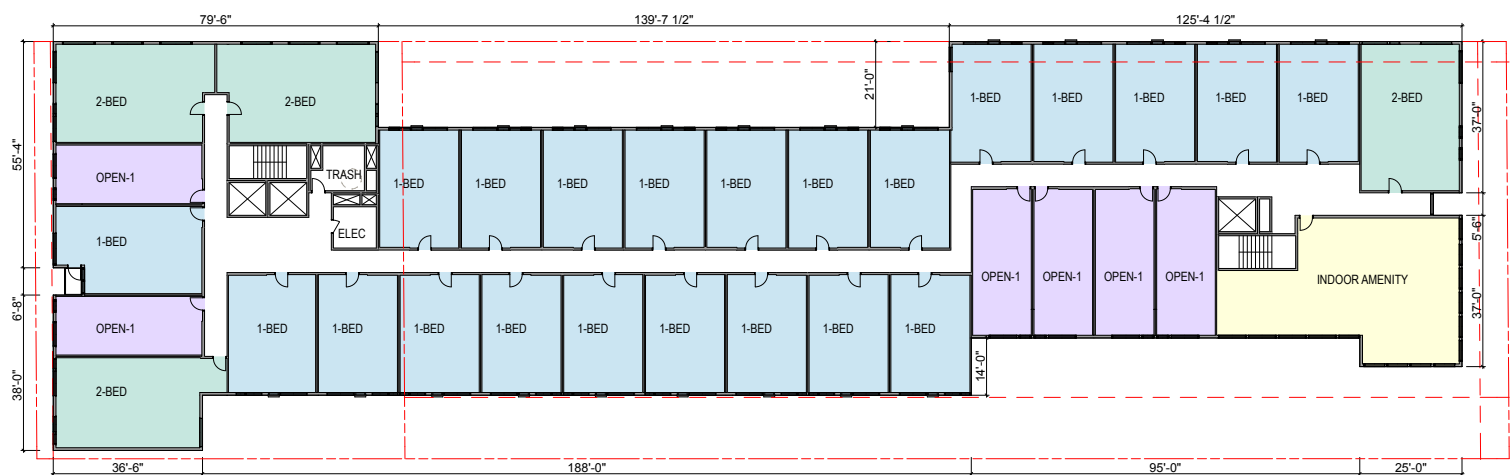 79'-6"
139'-7 1/2"
125'-4 1/2"
2-BED
2-BED
21'-0"
1-BED
1-BED
1-BED
1-BED
1-BED
2-BED
37'-0"
55'-4"
OPEN-1
TRASH
1-BED
1-BED
1-BED
1-BED
1-BED
1-BED
1-BED
1-BED
ELEC
5'-6"
OPEN-1
OPEN-1
OPEN-1
OPEN-1
INDOOR AMENITY
6'-8"
OPEN-1
1-BED
1-BED
1-BED
1-BED
1-BED
1-BED
1-BED
1-BED
1-BED
37'-0"
14'-0"
38'-0"
2-BED
36'-6"
188'-0"
95'-0"
25'-0"